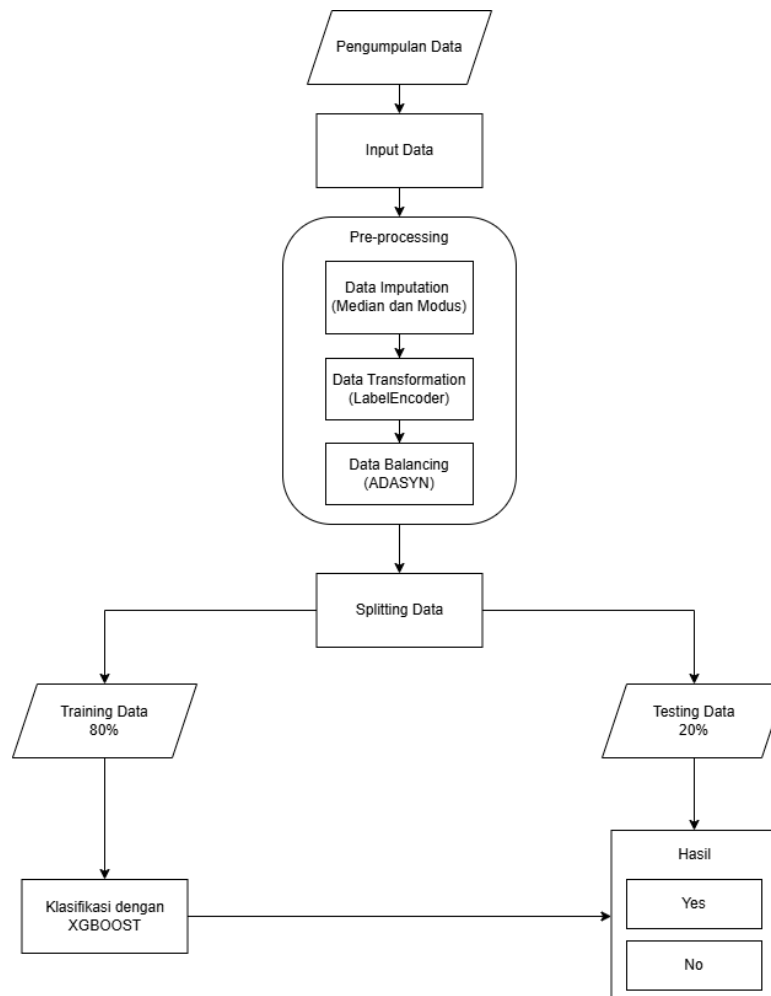 Pengumpulan Data
Input Data
Pre-processing
Data Imputation
(Median dan Modus)
Data Transformation
(LabelEncoder)
Data Balancing
(ADASYN)
Splitting Data
Training Data
80%
Testing Data
20%
Klasifikasi dengan
XGBOOST
Hasil
Yes
No